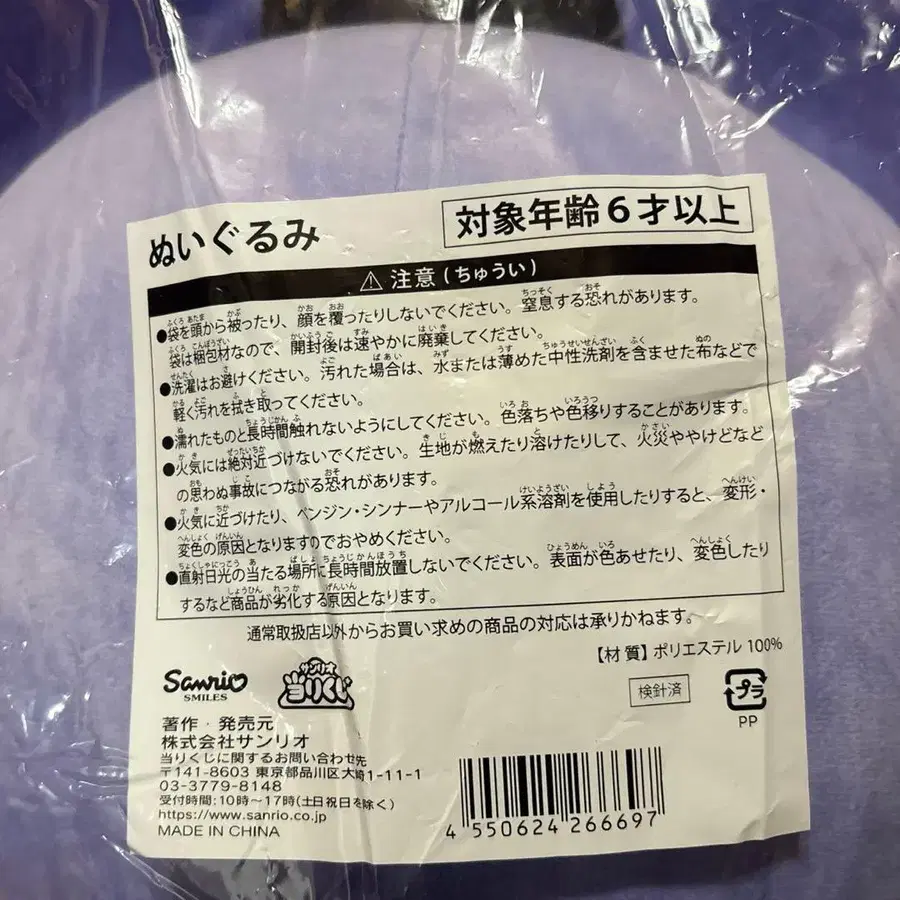 ぬいぐるみ
対象年齢6才以上
⚠ 注意(ちゅうい)
●袋を頭から被ったり、顔を覆ったりしないでください。窒息する恐れがあります。
袋は梱包材なので、開封後は速やかに廃棄してください。
●洗濯はお避けください。汚れた場合は、水または薄めた中性洗剤を含ませた布などで
軽く汚れを拭き取ってください。
●濡れたものと長時間触れないようにしてください。色落ちや色移りすることがあります。
●火気には絶対近づけないでください。生地が燃えたり溶けたりして、火災ややけどなど
の思わぬ事故につながる恐れがあります。
●火気に近づけたり、ベンジン・シンナーやアルコール系溶剤を使用したりすると、変形・
変色の原因となりますのでおやめください。
●直射日光の当たる場所に長時間放置しないでください。表面が色あせたり、変色したり
するなど商品が劣化する原因となります。
通常取扱店以外からお買い求めの商品の対応は承りかねます。
【材質】ポリエステル 100%
Sanrio
SMILES
サンリオ
当りくじ
検針済
プラ
PP
著作・発売元
株式会社サンリオ
当りくじに関するお問い合わせ先
〒141-8603 東京都品川区大崎1-11-1
03-3779-8148
受付時間:10時~17時(土日祝日を除く)
https://www.sanrio.co.jp
MADE IN CHINA
4 550624 266697